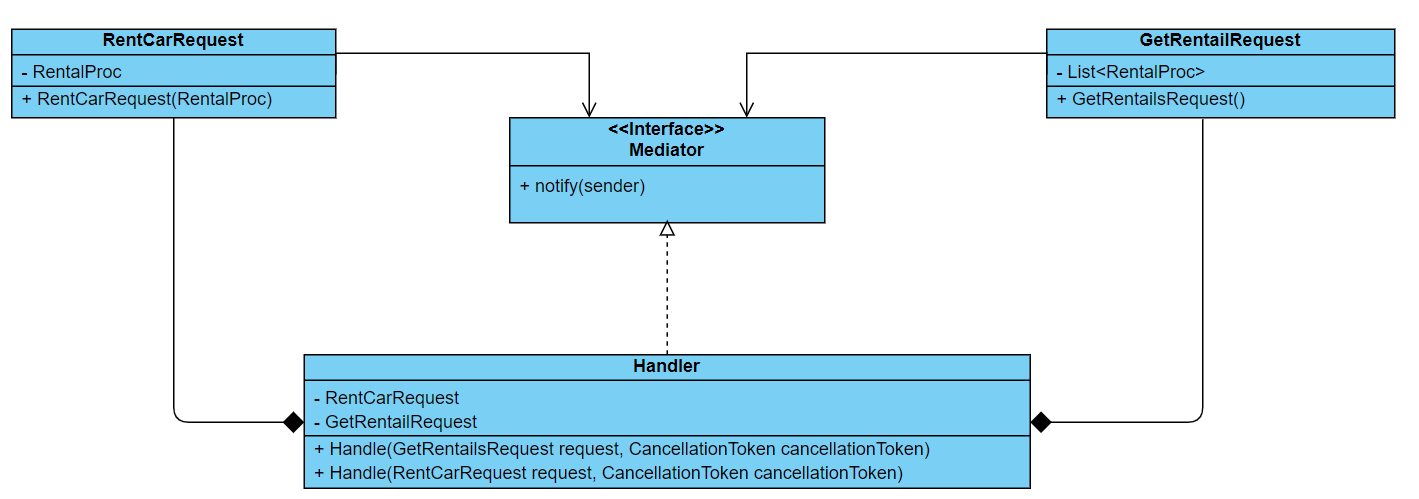 RentCarRequest
- RentalProc
+ RentCarRequest(RentalProc)
GetRentailRequest
- List<RentalProc>
+ GetRentailsRequest()
<<Interface>>
Mediator
+ notify(sender)
Handler
- RentCarRequest
- GetRentailRequest
+ Handle(GetRentailsRequest request, CancellationToken cancellationToken)
+ Handle(RentCarRequest request, CancellationToken cancellationToken)